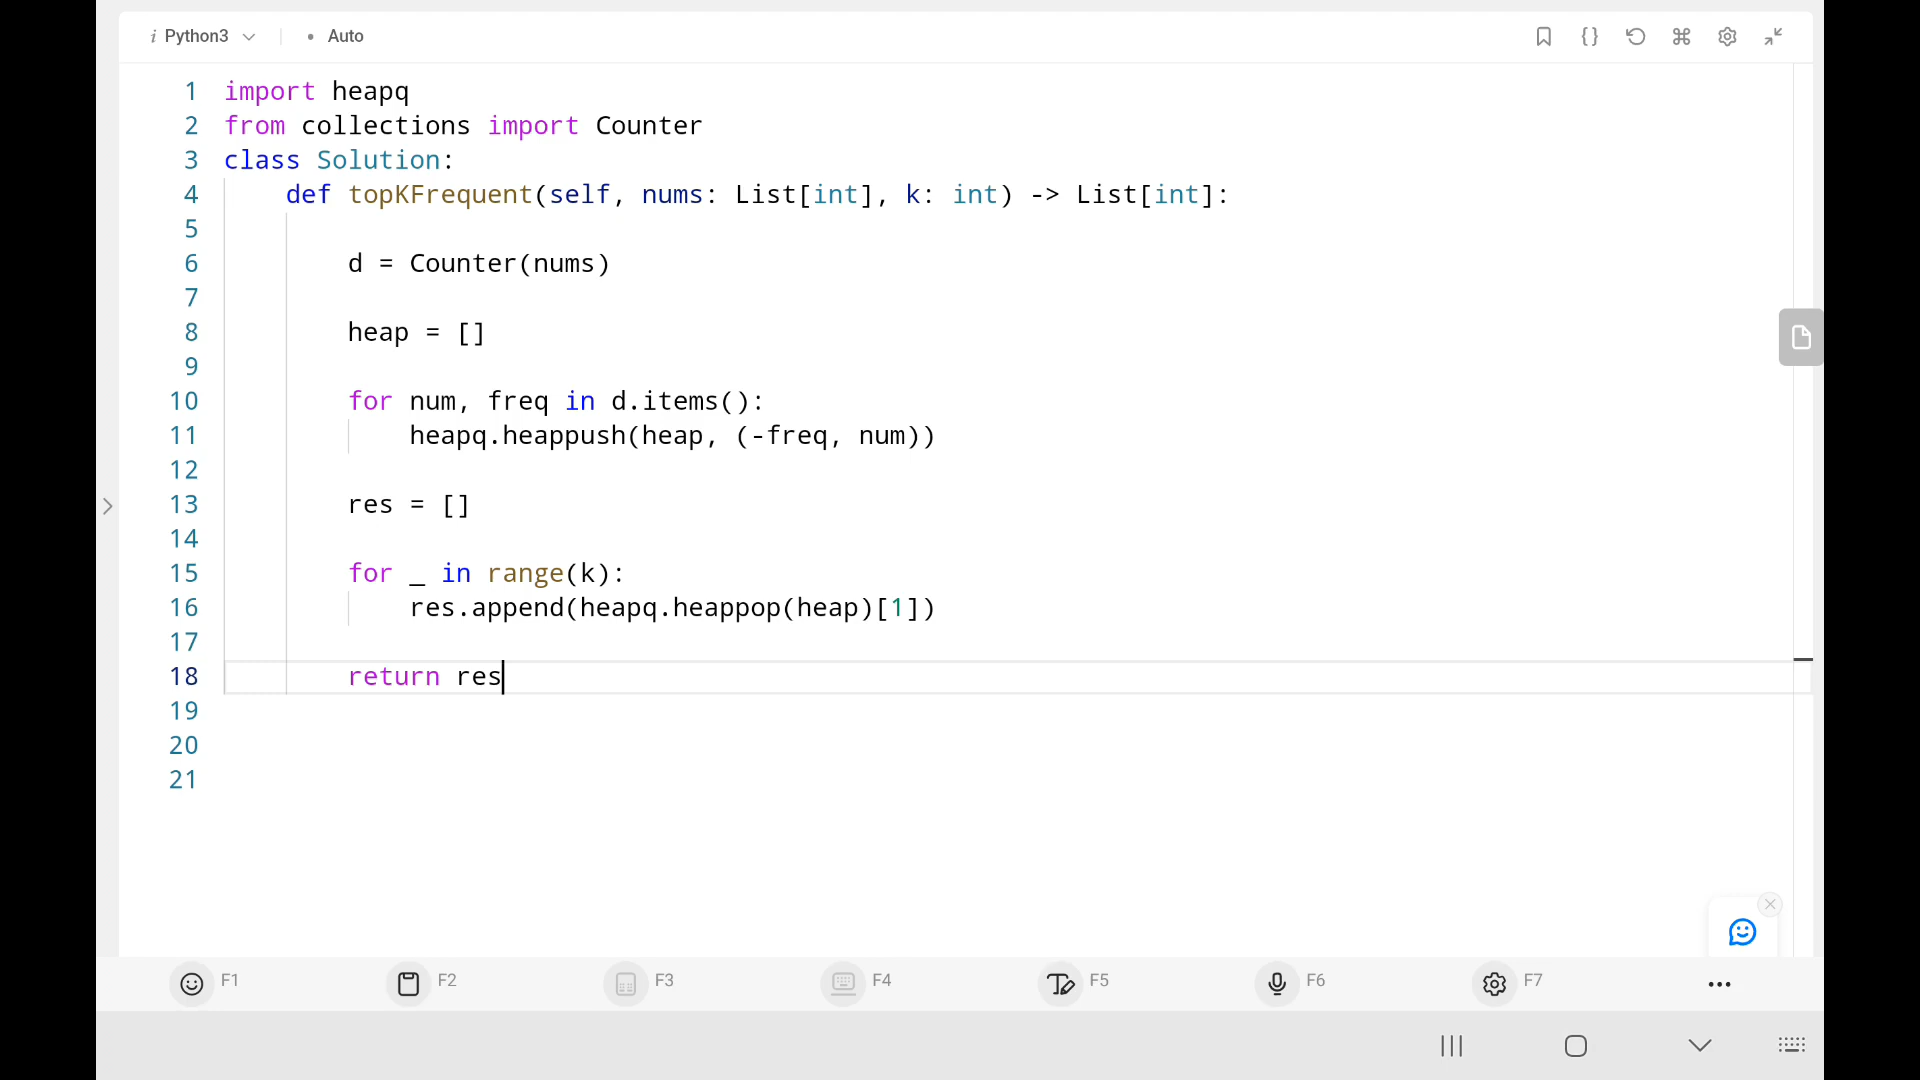 i Python3 • Auto
1 import heapq
2 from collections import Counter
3 class Solution:
4     def topKFrequent(self, nums: List[int], k: int) -> List[int]:
5
6         d = Counter(nums)
7
8         heap = []
9
10         for num, freq in d.items():
11             heapq.heappush(heap, (-freq, num))
12
13         res = []
14
15         for _ in range(k):
16             res.append(heapq.heappop(heap)[1])
17
18         return res
19
20
21
F1 F2 F3 F4 F5 F6 F7